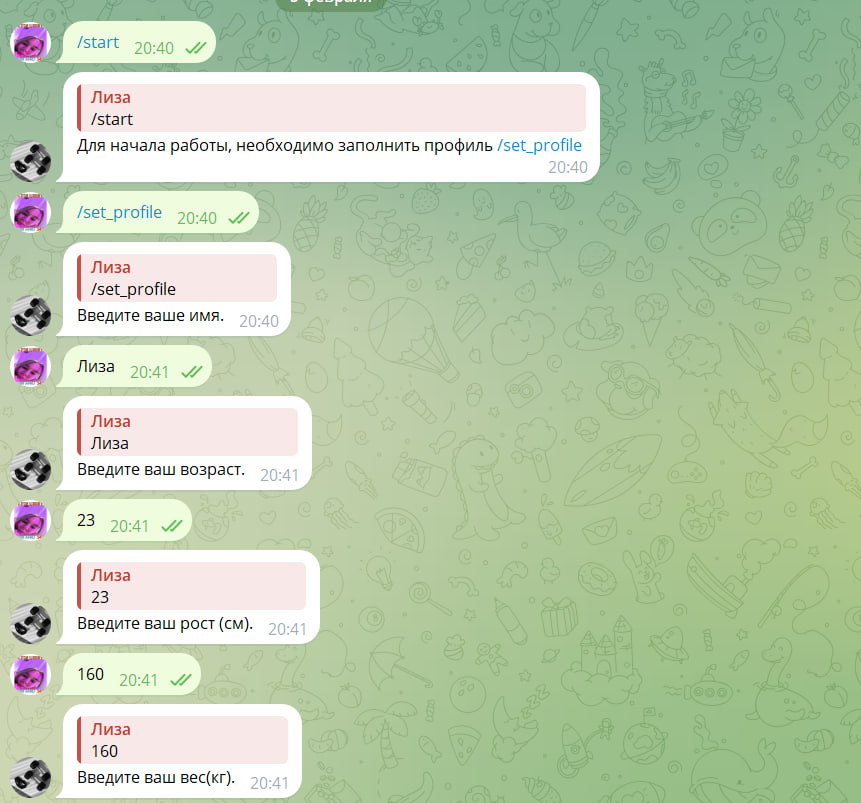 5 февраля
/start 20:40
Лиза
/start
Для начала работы, необходимо заполнить профиль /set_profile
20:40
/set_profile 20:40
Лиза
/set_profile
Введите ваше имя. 20:40
Лиза 20:41
Лиза
Лиза
Введите ваш возраст. 20:41
23 20:41
Лиза
23
Введите ваш рост (см). 20:41
160 20:41
Лиза
160
Введите ваш вес(кг). 20:41